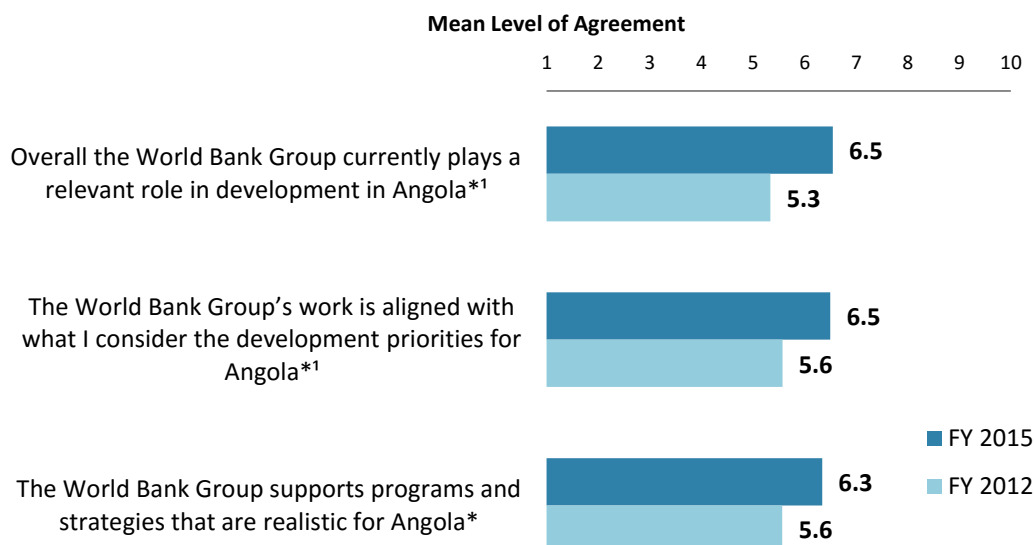 Mean Level of Agreement
1 2 3 4 5 6 7 8 9 10
Overall the World Bank Group currently plays a
relevant role in development in Angola*¹
6.5
5.3
The World Bank Group’s work is aligned with
what I consider the development priorities for
Angola*¹
6.5
5.6
The World Bank Group supports programs and
strategies that are realistic for Angola*
6.3
5.6
FY 2015
FY 2012